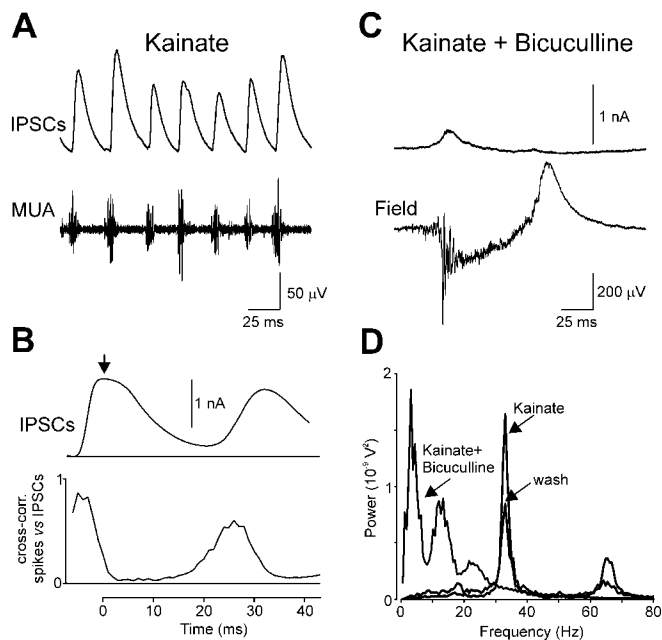 A
Kainate
IPSCs
MUA
50 μV
25 ms
B
IPSCs
1 nA
cross-corr.
spikes vs IPSCs
1
0
0 10 20 30 40
Time (ms)
C
Kainate + Bicuculline
1 nA
Field
200 μV
25 ms
D
2
1
0
Power (10⁻⁹ V²)
Kainate
Kainate+
Bicuculline
wash
0 20 40 60 80
Frequency (Hz)